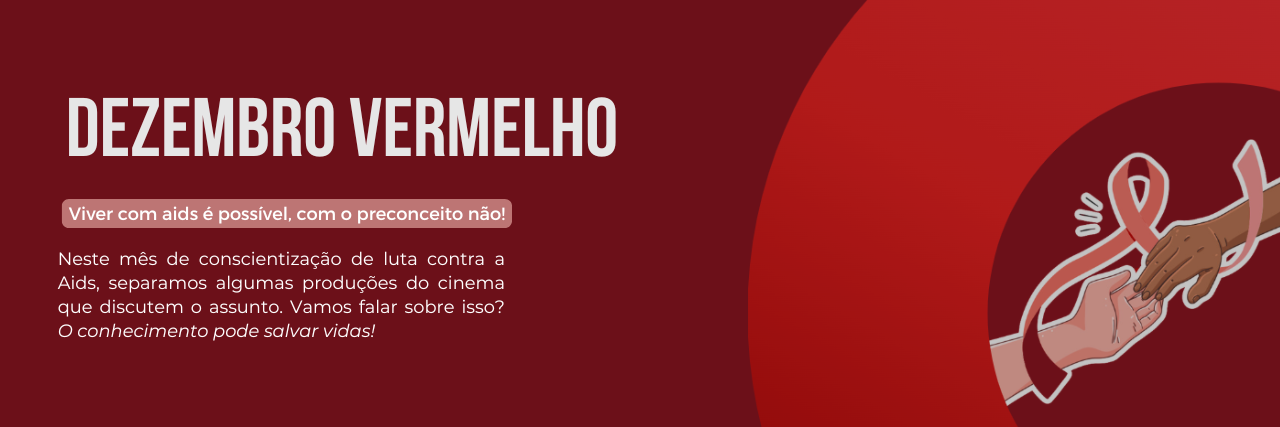 DEZEMBRO VERMELHO
Viver com aids é possível, com o preconceito não!
Neste mês de conscientização de luta contra a
Aids, separamos algumas produções do cinema
que discutem o assunto. Vamos falar sobre isso?
O conhecimento pode salvar vidas!